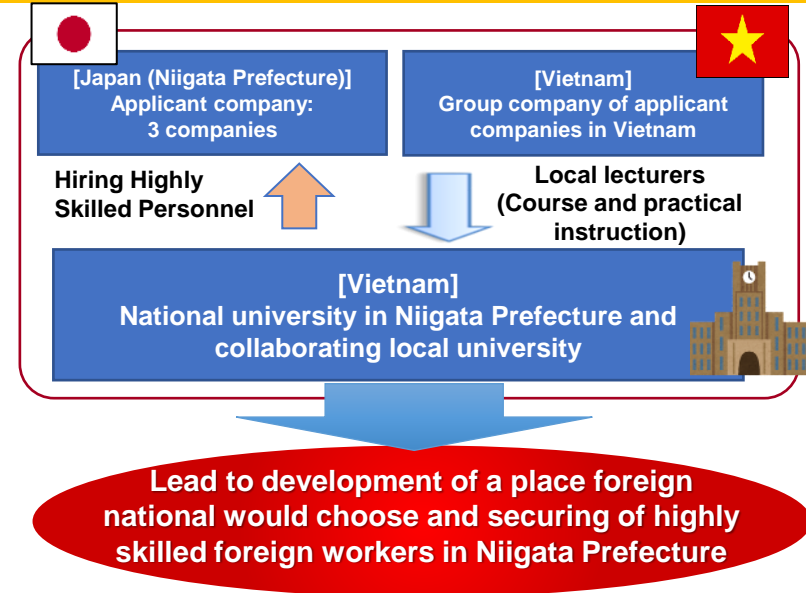 [Japan (Niigata Prefecture)]
Applicant company:
3 companies
[Vietnam]
Group company of applicant
companies in Vietnam
Hiring Highly
Skilled Personnel
Local lecturers
(Course and practical
instruction)
[Vietnam]
National university in Niigata Prefecture and
collaborating local university
Lead to development of a place foreign
national would choose and securing of highly
skilled foreign workers in Niigata Prefecture